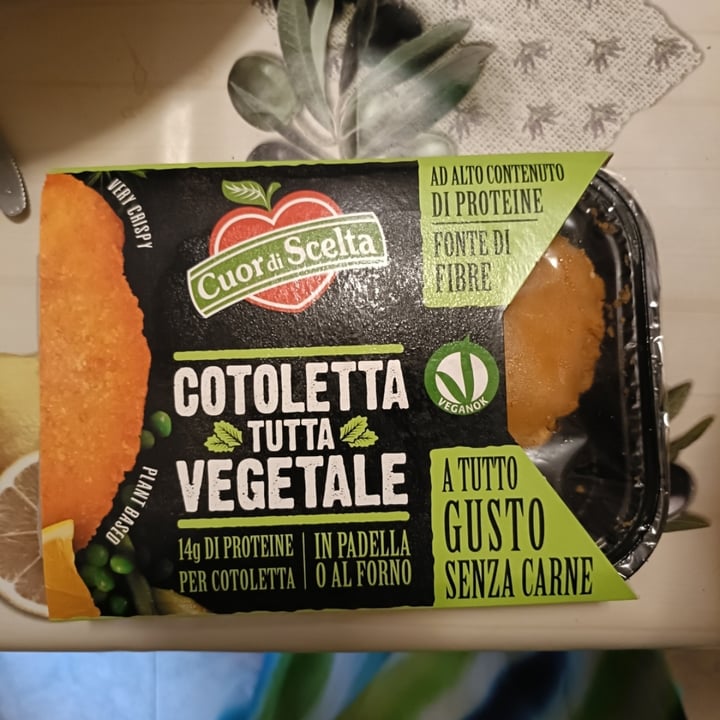 VERY CRISPY
Cuor di Scelta
AD ALTO CONTENUTO
DI PROTEINE
FONTE DI
FIBRE
COTOLETTA
TUTTA
VEGETALE
VEGANOK
PLANT BASED
14g DI PROTEINE
PER COTOLETTA
IN PADELLA
O AL FORNO
A TUTTO
GUSTO
SENZA CARNE